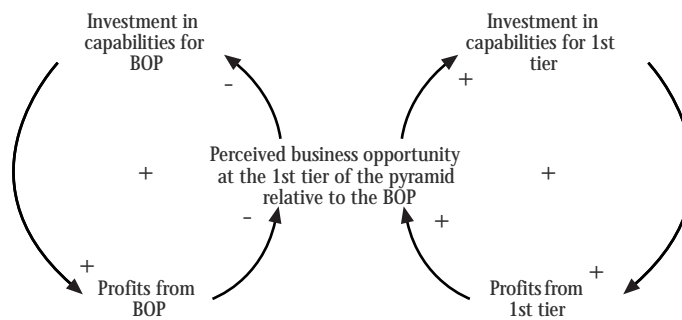 Investment in
capabilities for
BOP
Investment in
capabilities for 1st
tier
-
+
Perceived business opportunity
at the 1st tier of the pyramid
relative to the BOP
+
+
-
+
+
+
Profits from
BOP
Profits from
1st tier